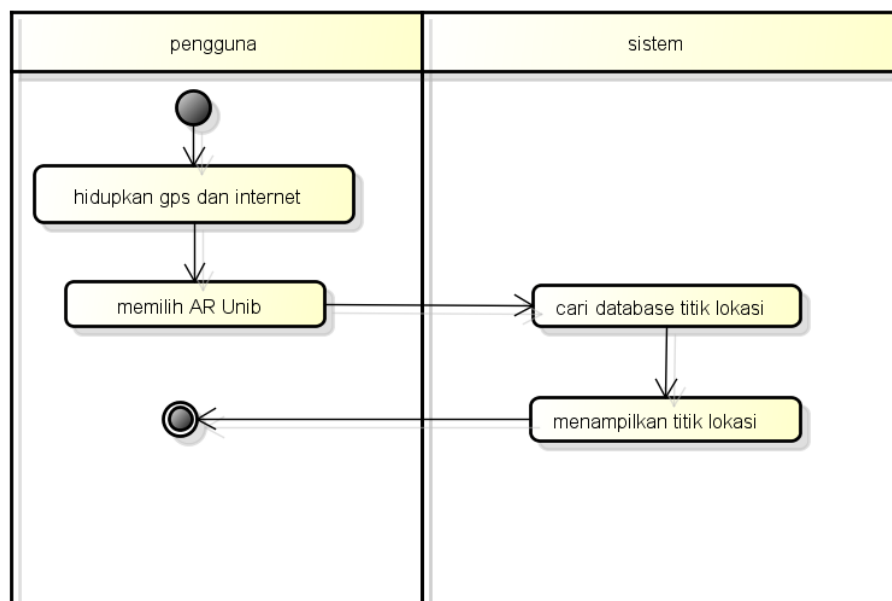 pengguna
sistem
hidupkan gps dan internet
memilih AR Unib
cari database titik lokasi
menampilkan titik lokasi